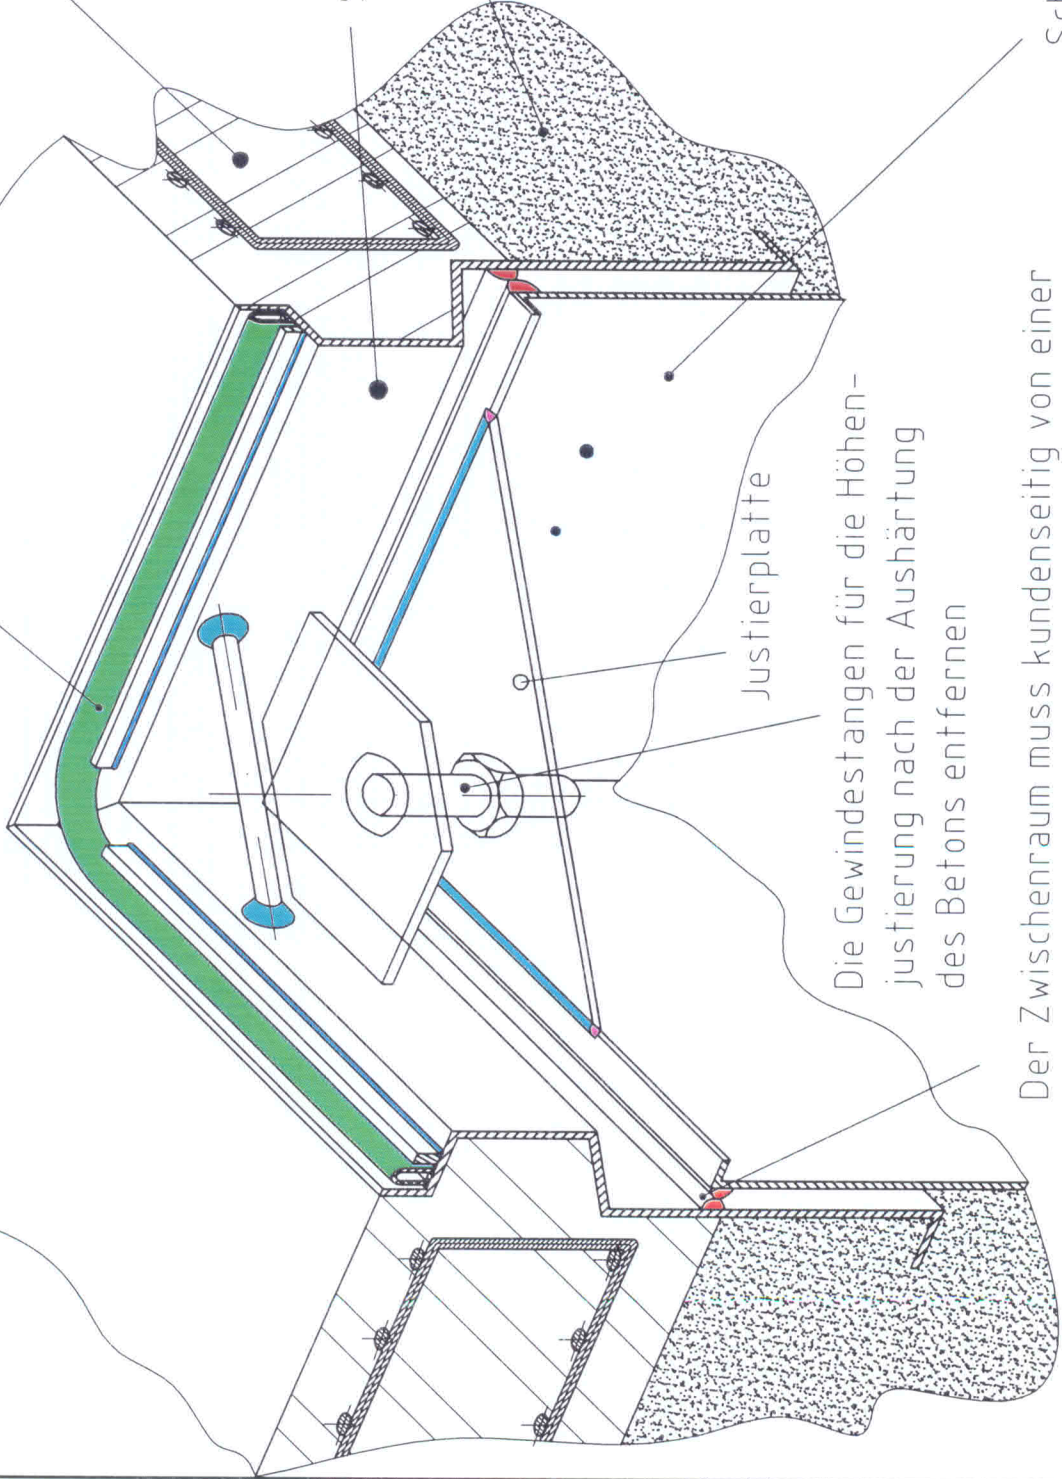 Justierplatte
Die Gewindestangen für die Höhen-
justierung nach der Aushärtung
des Betons entfernen
Der Zwischenraum muss kundenseitig von einer